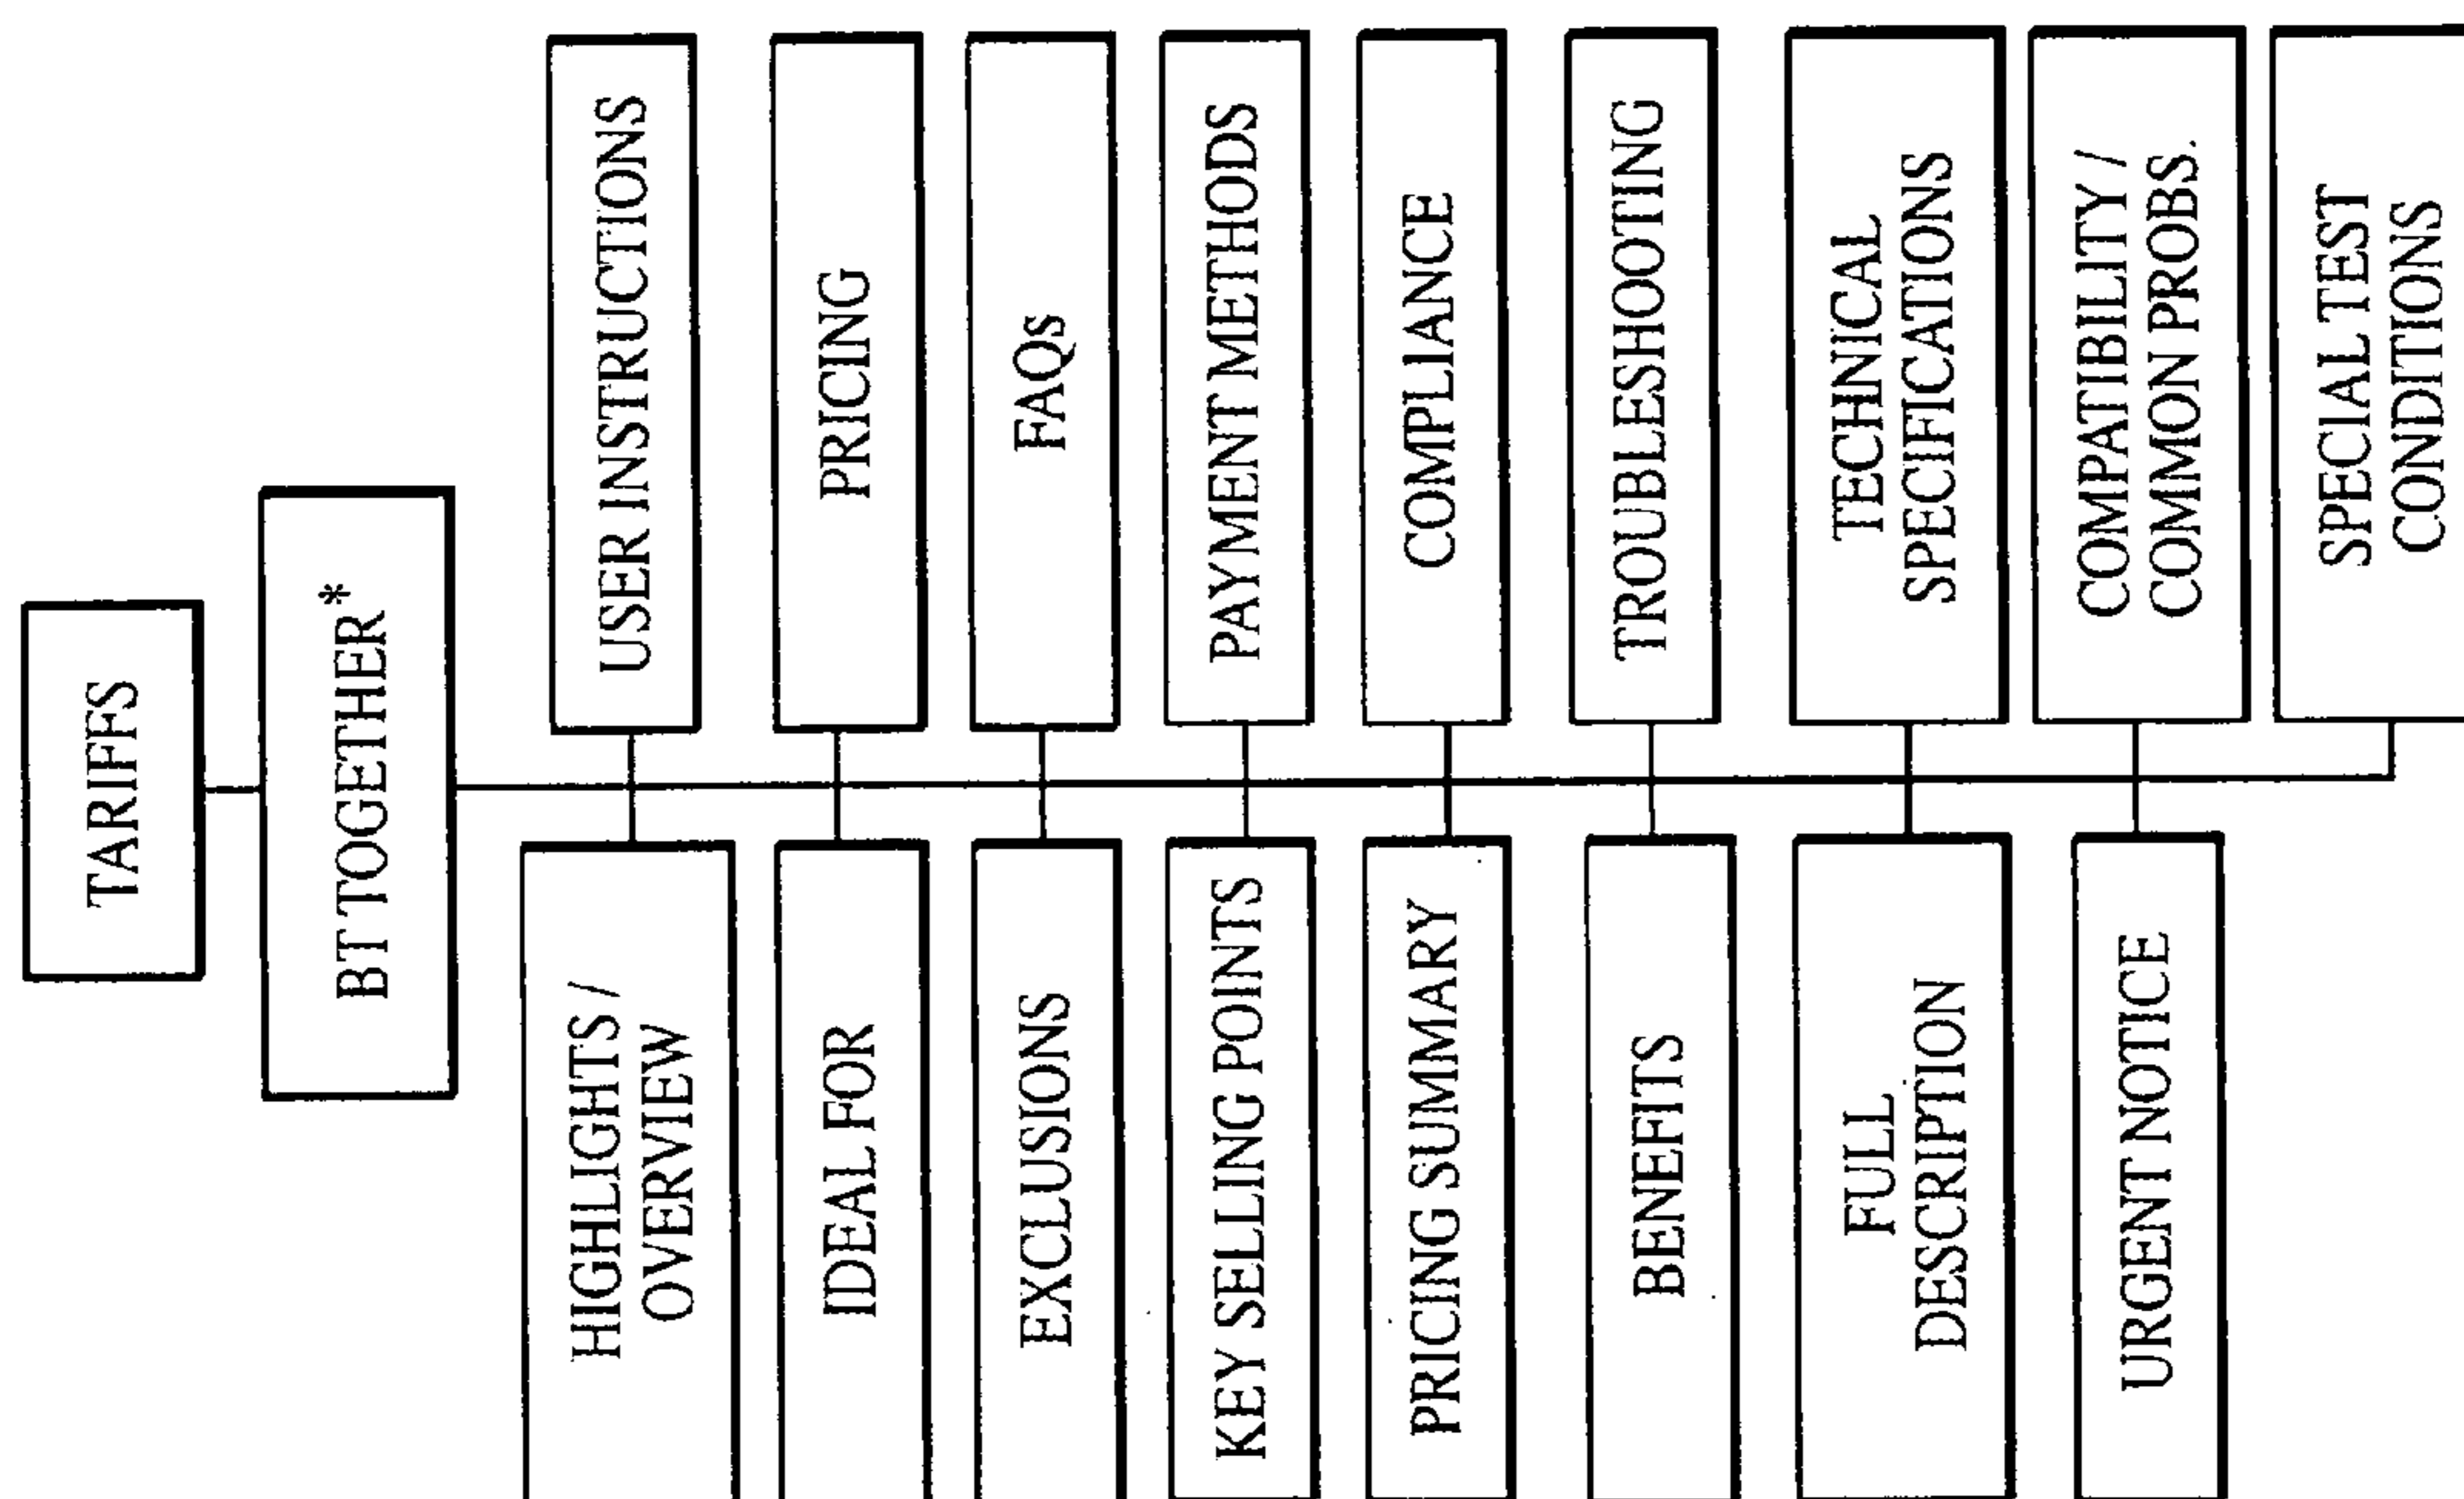 TARIFFS
BT TOGETHER*
HIGHLIGHTS /
OVERVIEW
USER INSTRUCTIONS
IDEAL FOR
PRICING
EXCLUSIONS
FAQs
KEY SELLING POINTS
PAYMENT METHODS
PRICING SUMMARY
COMPLIANCE
BENEFITS
TROUBLESHOOTING
FULL
DESCRIPTION
TECHNICAL
SPECIFICATIONS
URGENT NOTICE
COMPATIBILITY /
COMMON PROBS.
SPECIAL TEST
CONDITIONS